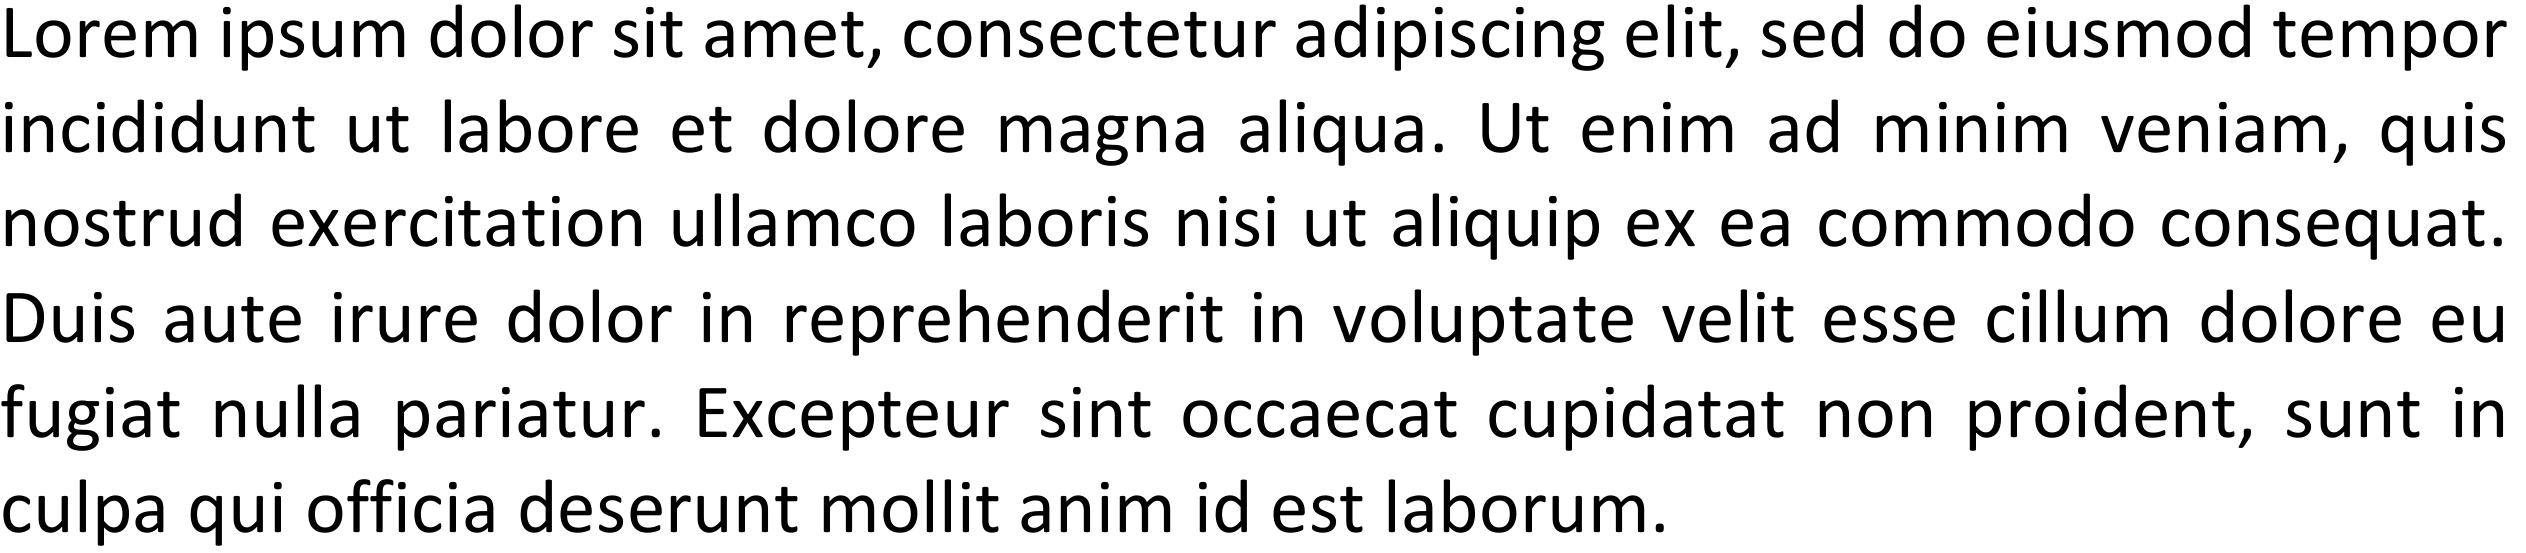 Lorem ipsum dolor sit amet, consectetur adipiscing elit, sed do eiusmod tempor
incididunt ut labore et dolore magna aliqua. Ut enim ad minim veniam, quis
nostrud exercitation ullamco laboris nisi ut aliquip ex ea commodo consequat.
Duis aute irure dolor in reprehenderit in voluptate velit esse cillum dolore eu
fugiat nulla pariatur. Excepteur sint occaecat cupidatat non proident, sunt in
culpa qui officia deserunt mollit anim id est laborum.